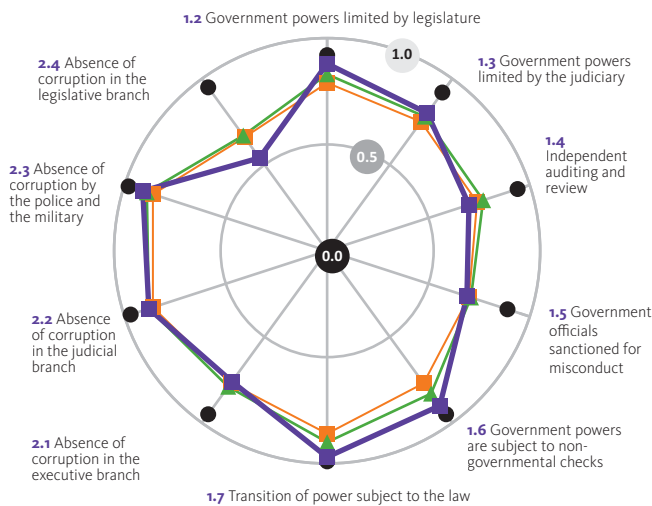 1.2 Government powers limited by legislature
1.0
1.3 Government powers
limited by the judiciary
2.4 Absence of
corruption in the
legislative branch
1.4
Independent
auditing and
review
0.5
2.3 Absence of
corruption by
the police and
the military
0.0
2.2 Absence
of corruption
in the judicial
branch
1.5 Government
officials
sanctioned for
misconduct
2.1 Absence of
corruption in the
executive branch
1.6 Government powers
are subject to non-
governmental checks
1.7 Transition of power subject to the law